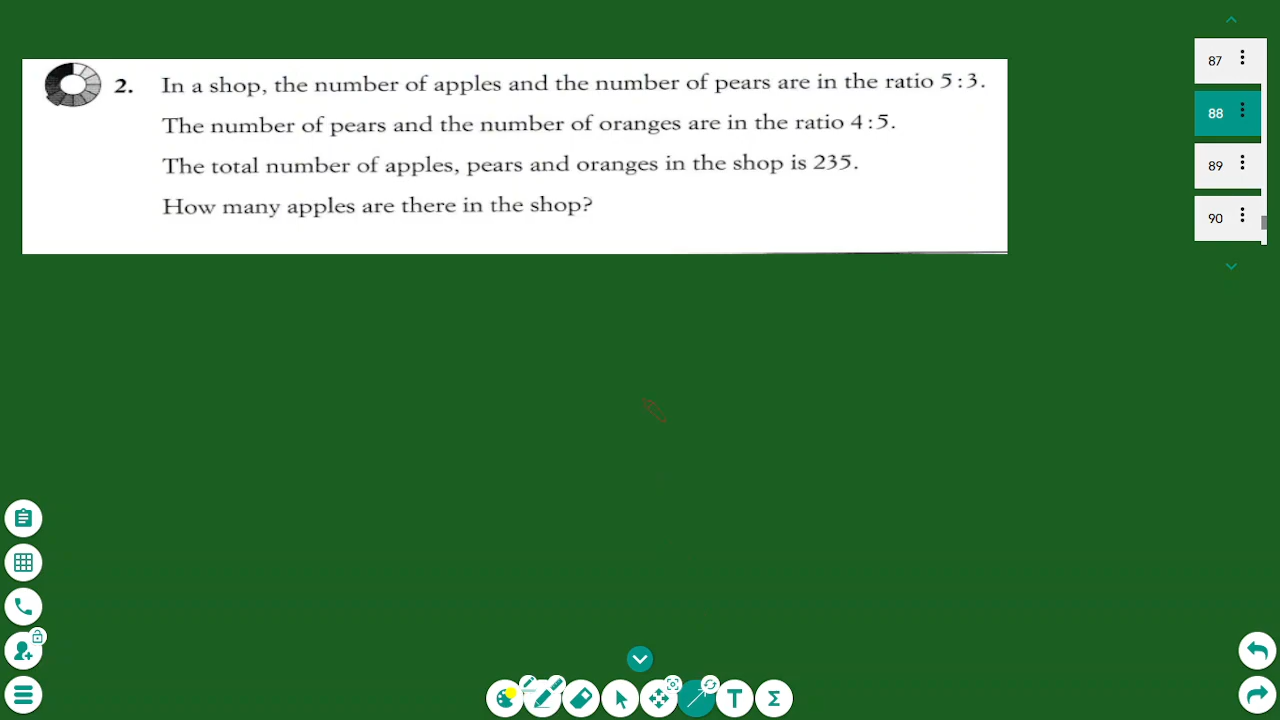 2. In a shop, the number of apples and the number of pears are in the ratio 5 : 3.
The number of pears and the number of oranges are in the ratio 4 : 5.
The total number of apples, pears and oranges in the shop is 235.
How many apples are there in the shop?
87
88
89
90
T
Σ